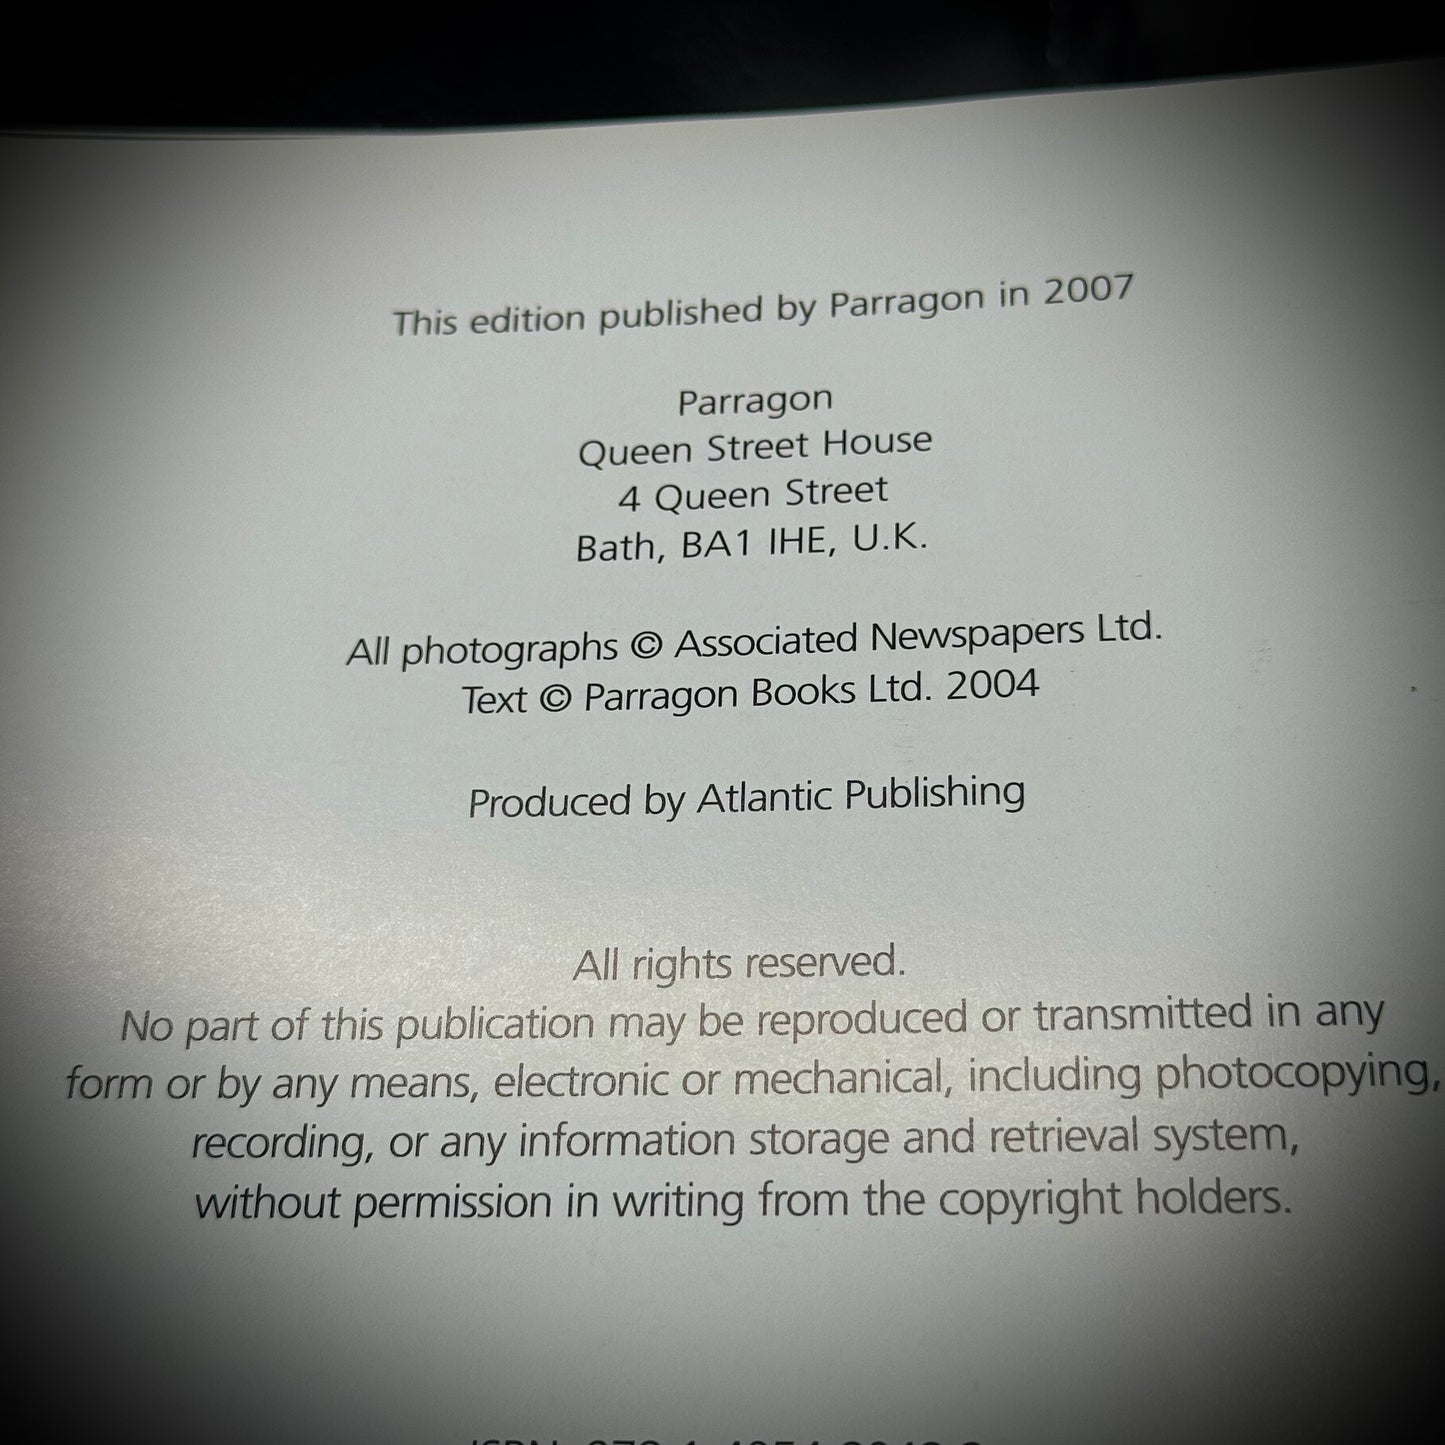 This edition published by Parragon in 2007
Parragon
Queen Street House
4 Queen Street
Bath, BA1 IHE, U.K.
All photographs © Associated Newspapers Ltd.
Text © Parragon Books Ltd. 2004
Produced by Atlantic Publishing
All rights reserved.
No part of this publication may be reproduced or transmitted in any
form or by any means, electronic or mechanical, including photocopying,
recording, or any information storage and retrieval system,
without permission in writing from the copyright holders.
ISBN